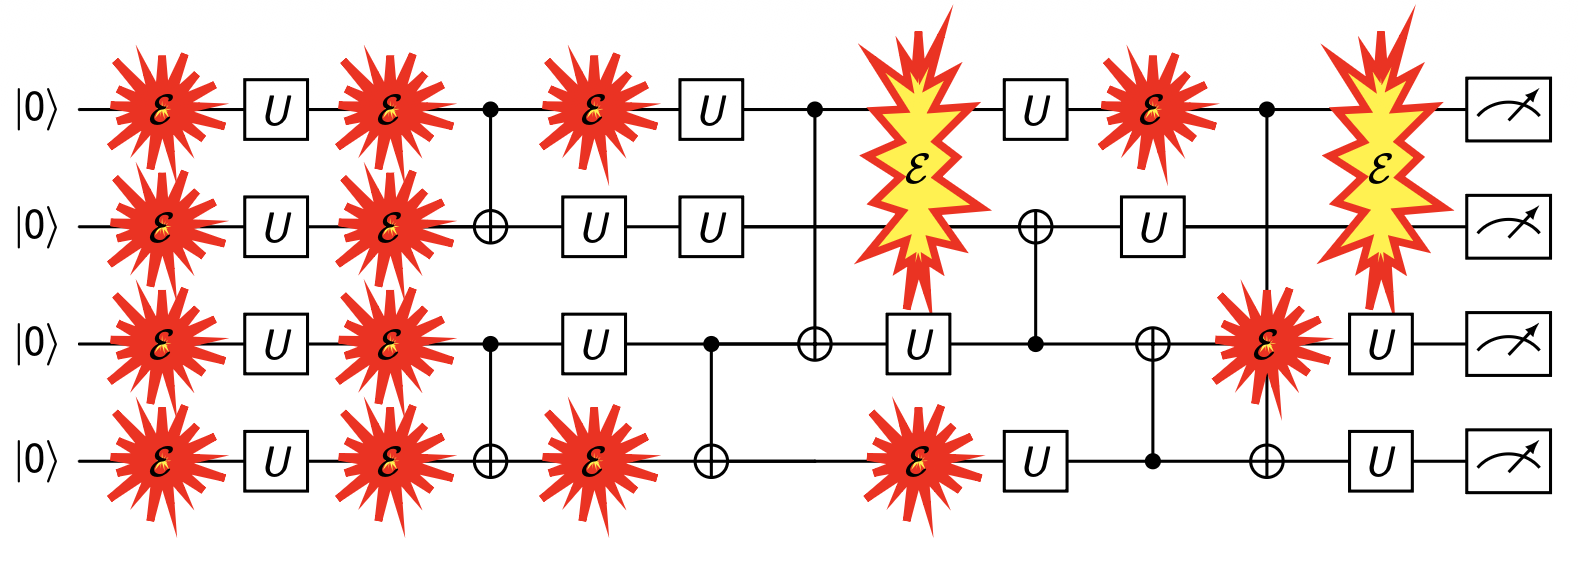 |0⟩ ℰ U ℰ ℰ U U ℰ
ℰ ℰ
|0⟩ ℰ U ℰ U U U
|0⟩ ℰ U ℰ U U ℰ U
|0⟩ ℰ U ℰ ℰ ℰ U U